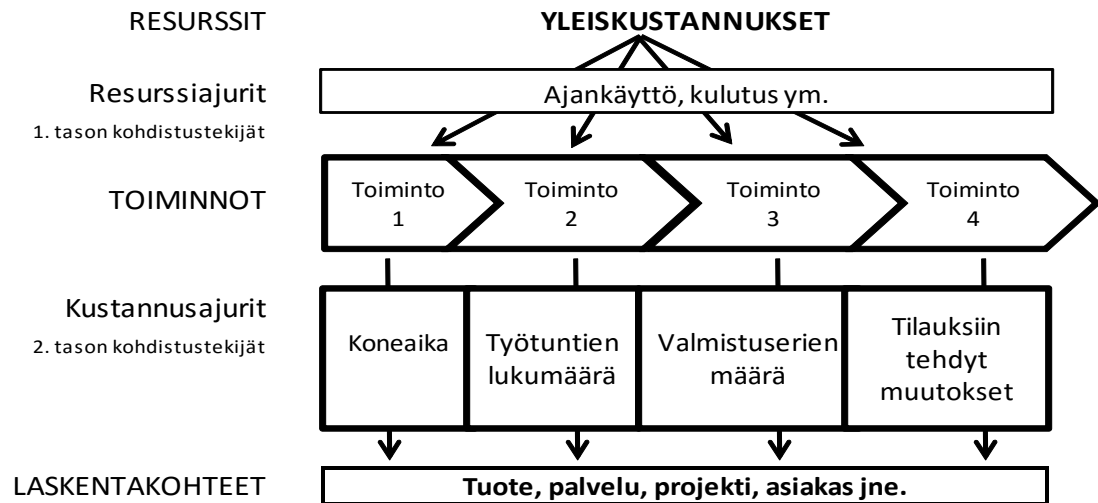 RESURSSIT
YLEISKUSTANNUKSET
Resurssiajurit
1. tason kohdistustekijät
Ajankäyttö, kulutus ym.
TOIMINNOT
Toiminto
1
Toiminto
2
Toiminto
3
Toiminto
4
Kustannusajurit
2. tason kohdistustekijät
Koneaika
Työtuntien
lukumäärä
Valmistuserien
määrä
Tilauksiin
tehdyt
muutokset
LASKENTAKOHTEET
Tuote, palvelu, projekti, asiakas jne.